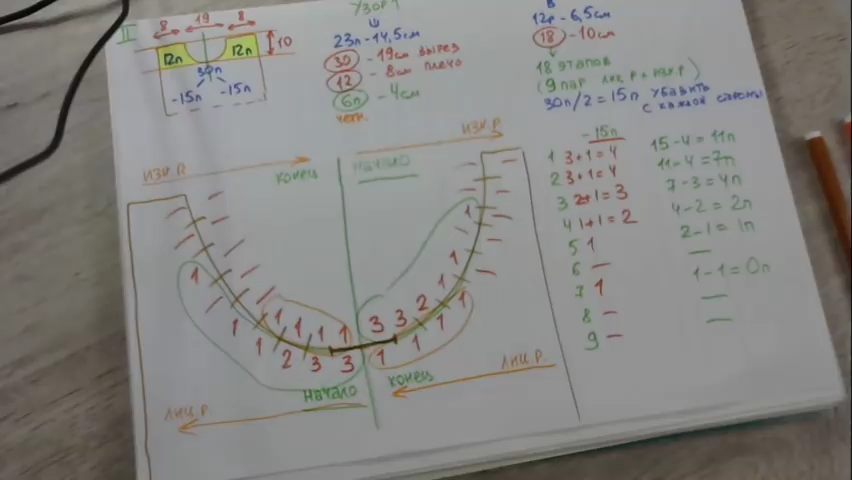 II
8 19 8
12п 12п
10
30п
-15п -15п
УЗОР 1
23п - 14,5см
30 - 19см вырез
12 - 8см плечо
6п - 4см
В
12р - 6,5см
18 - 10см
18 этапов
(9 пар лиц.р + изн.р)
30п/2 = 15п убавить
с каждой стороны
изн.р
конец
начало
изн.р
1 1 1 1 1 3 3 2 1 1 1
1 1 2 3 3 1 1 1 1
начало
конец
лиц.р.
лиц.р
-15п
1 3+1=4
2 3+1=4
3 2+1=3
4 1+1=2
5 1
6 —
7 1
8 —
9 —
15-4=11п
11-4=7п
7-3=4п
4-2=2п
2-1=1п
—
1-1=0п
—
—